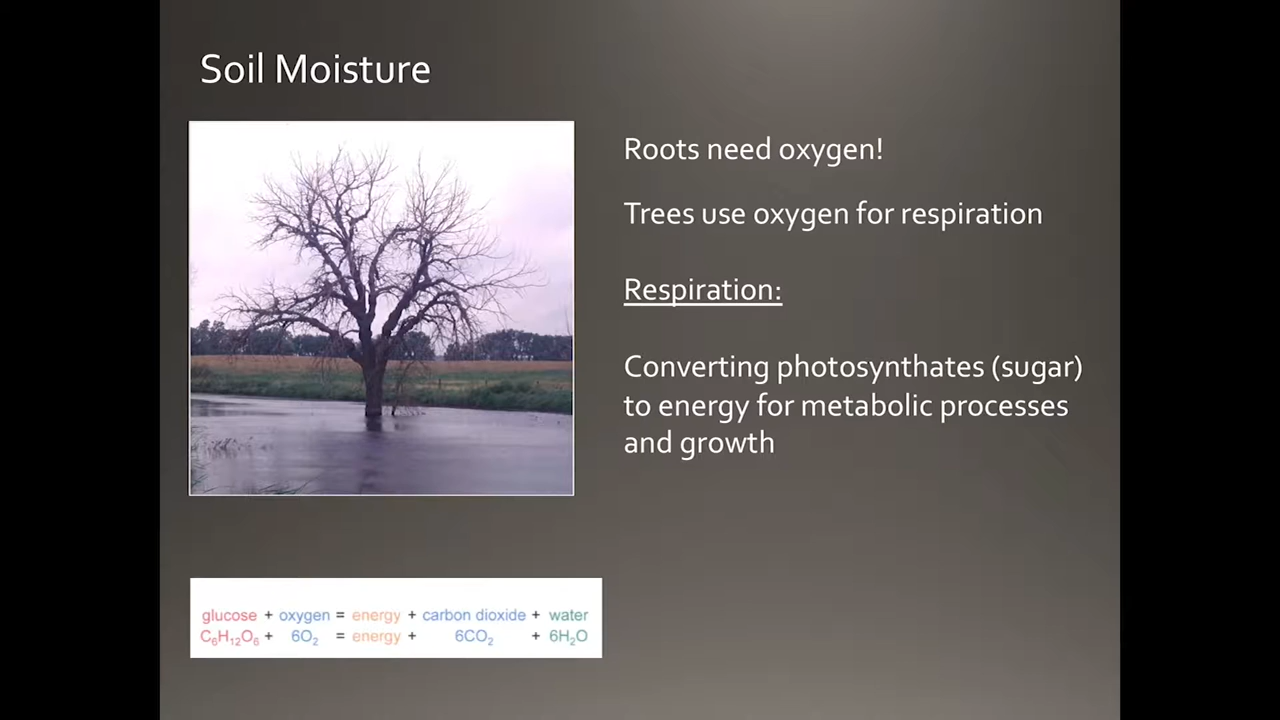 Soil Moisture
Roots need oxygen!
Trees use oxygen for respiration
Respiration:
Converting photosynthates (sugar)
to energy for metabolic processes
and growth
glucose + oxygen = energy + carbon dioxide + water
C₆H₁₂O₆ + 6O₂ = energy + 6CO₂ + 6H₂O